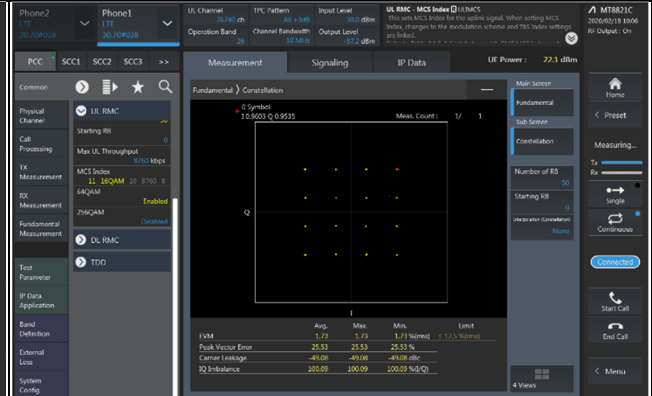 PCC2
LTE
30.70#038
Phone1
LTE
30.70#038
UL Channel
26740 ch
Operation Band
26
TPC Pattern
All +3dB
Channel Bandwidth
10 MHz
Input Level
30.0 dBm
Output Level
-57.2 dBm
UL RMC - MCS Index ULIMCS
This sets MCS Index for the uplink signal. When setting MCS
Index, changes to the modulation scheme and TBS Index settings
are linked.
MT8821C
2020/02/18 10:06
RF Output : On
PCC SCC1 SCC2 SCC3 >>
Measurement Signaling IP Data
UE Power : 22.1 dBm
Common
Physical
Channel
Call
Processing
TX
Measurement
RX
Measurement
Fundamental
Measurement
Test
Parameter
IP Data
Application
Band
Definition
External
Loss
System
Config
UL RMC
50
Starting RB
0
Max UL Throughput
8760 kbps
MCS Index
11 16QAM 10 8760 8
64QAM
Enabled
256QAM
Disabled
DL RMC
TDD
Fundamental 〉 Constellation
0 Symbol
I 0.9603 Q 0.9535
Meas. Count : 1/ 1
Q
I
Avg. Max. Min. Limit
EVM 1.73 1.73 1.73 %(rms) ≤ 12.5 %(rms)
Peak Vector Error 25.53 25.53 25.53 %
Carrier Leakage -49.08 -49.08 -49.08 dBc
IQ Imbalance 100.09 100.09 100.09 %(I/Q)
Main Screen
Fundamental
Sub Screen
Constellation
Number of RB
50
Starting RB
0
Interpolation (Constellation)
None
4 Views
Home
< Preset
Measuring...
Tx
Rx
Single
Continuous
Connected
Start Call
End Call
< Menu